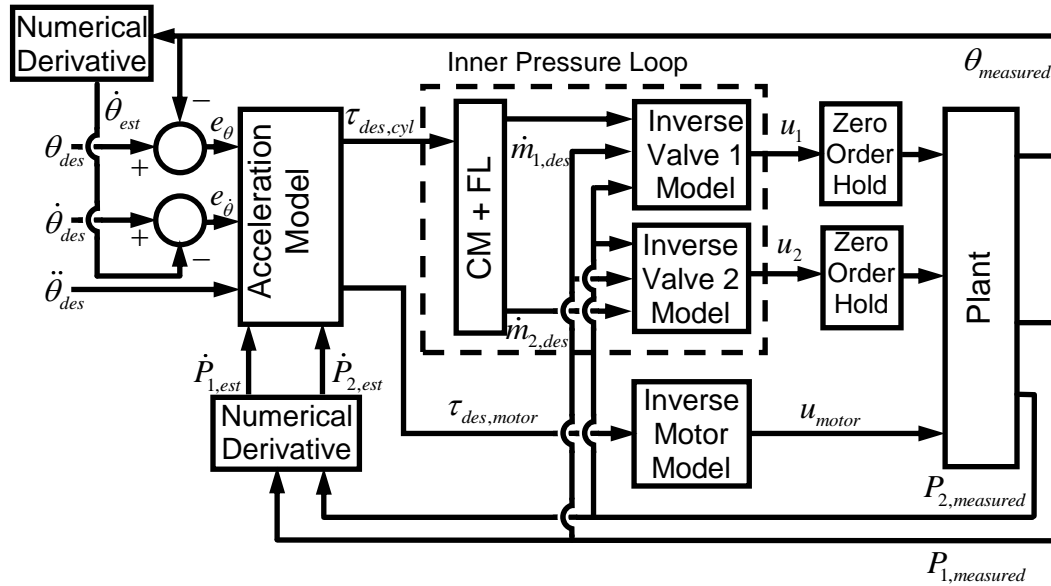 Numerical
Derivative
θ_measured
Inner Pressure Loop
θ̇_est
−
e_θ
τ_des,cyl
θ_des
+
Acceleration
Model
CM + FL
ṁ_1,des
Inverse
Valve 1
Model
u_1
Zero
Order
Hold
Plant
e_θ̇
θ̇_des
+
−
θ̈_des
Inverse
Valve 2
Model
u_2
Zero
Order
Hold
ṁ_2,des
Ṗ_1,est
Ṗ_2,est
Numerical
Derivative
τ_des,motor
Inverse
Motor
Model
u_motor
P_2,measured
P_1,measured